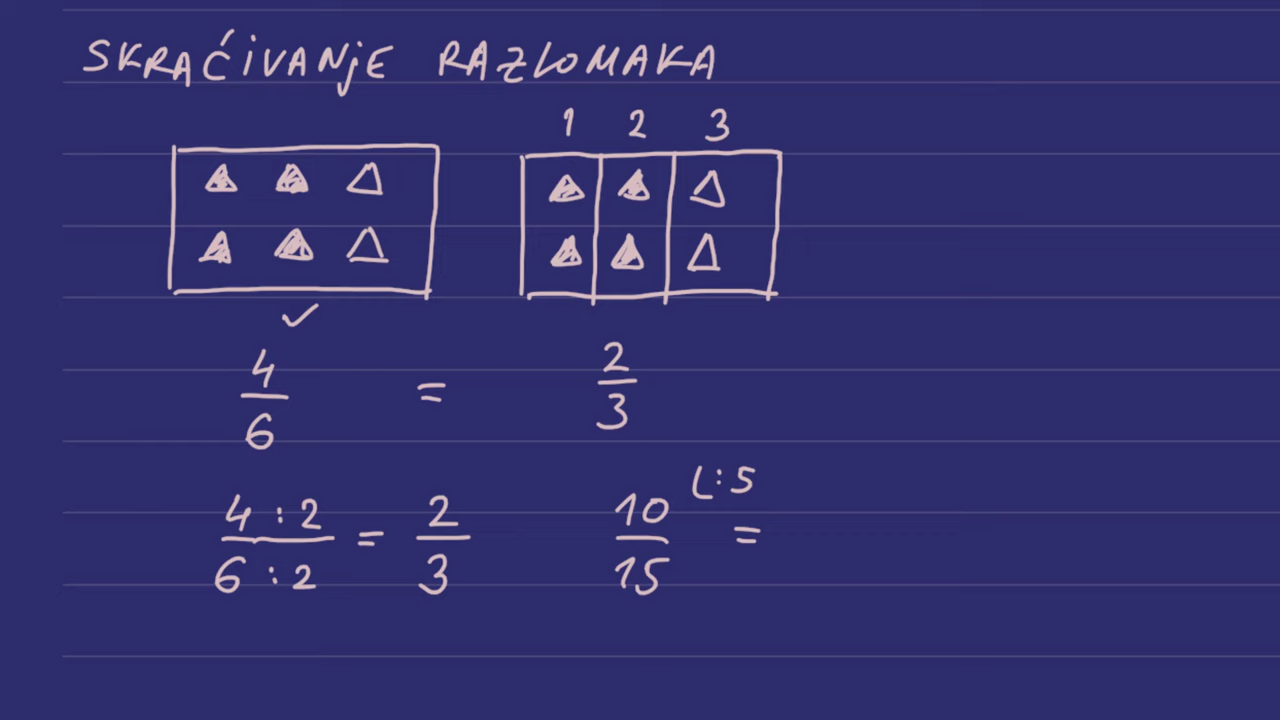 SKRAĆIVANJE RAZLOMAKA
1 2 3
4/6 = 2/3
4 : 2 / 6 : 2 = 2/3
10/15 (:5 =